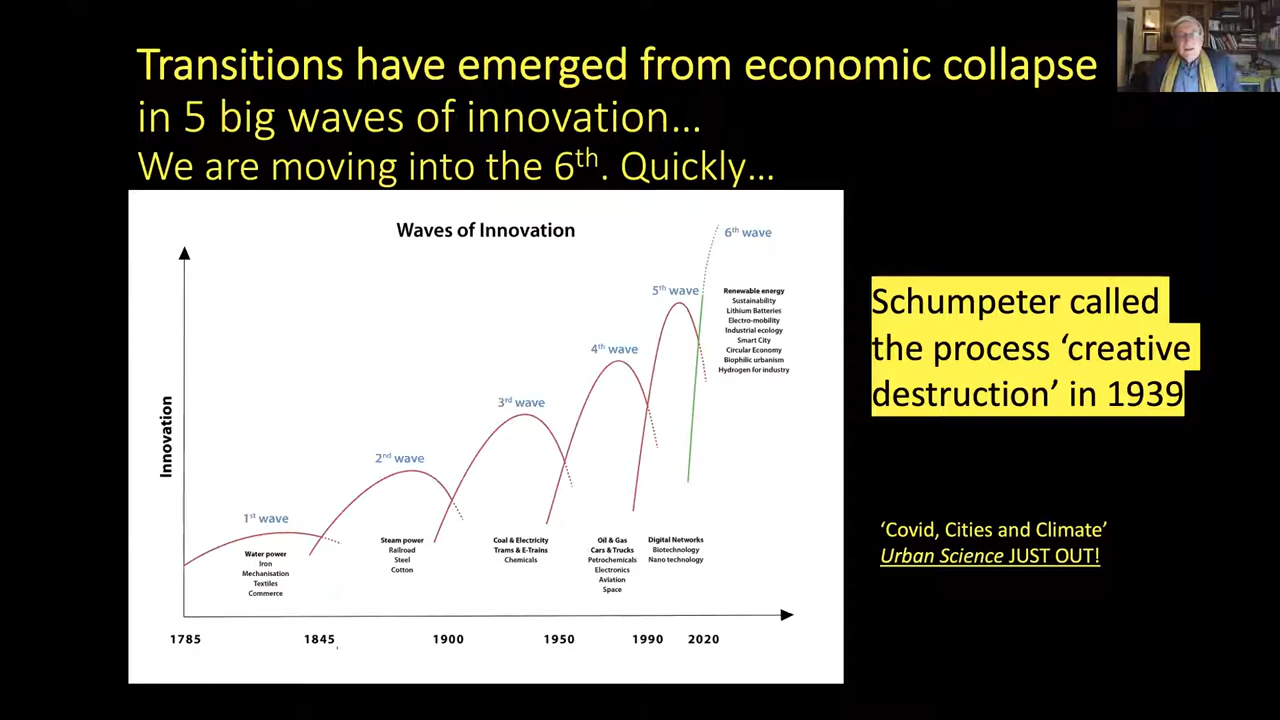 Transitions have emerged from economic collapse
in 5 big waves of innovation...
We are moving into the 6th. Quickly...
Waves of Innovation
6th wave
5th wave
4th wave
3rd wave
2nd wave
1st wave
Innovation
Renewable energy
Sustainability
Lithium Batteries
Electro-mobility
Industrial ecology
Smart City
Circular Economy
Biophilic urbanism
Hydrogen for industry
Water power
Iron
Mechanisation
Textiles
Commerce
Steam power
Railroad
Steel
Cotton
Coal & Electricity
Trams & E-Trains
Chemicals
Oil & Gas
Cars & Trucks
Petrochemicals
Electronics
Aviation
Space
Digital Networks
Biotechnology
Nano technology
1785
1845
1900
1950
1990
2020
Schumpeter called
the process ‘creative
destruction’ in 1939
‘Covid, Cities and Climate’
Urban Science JUST OUT!